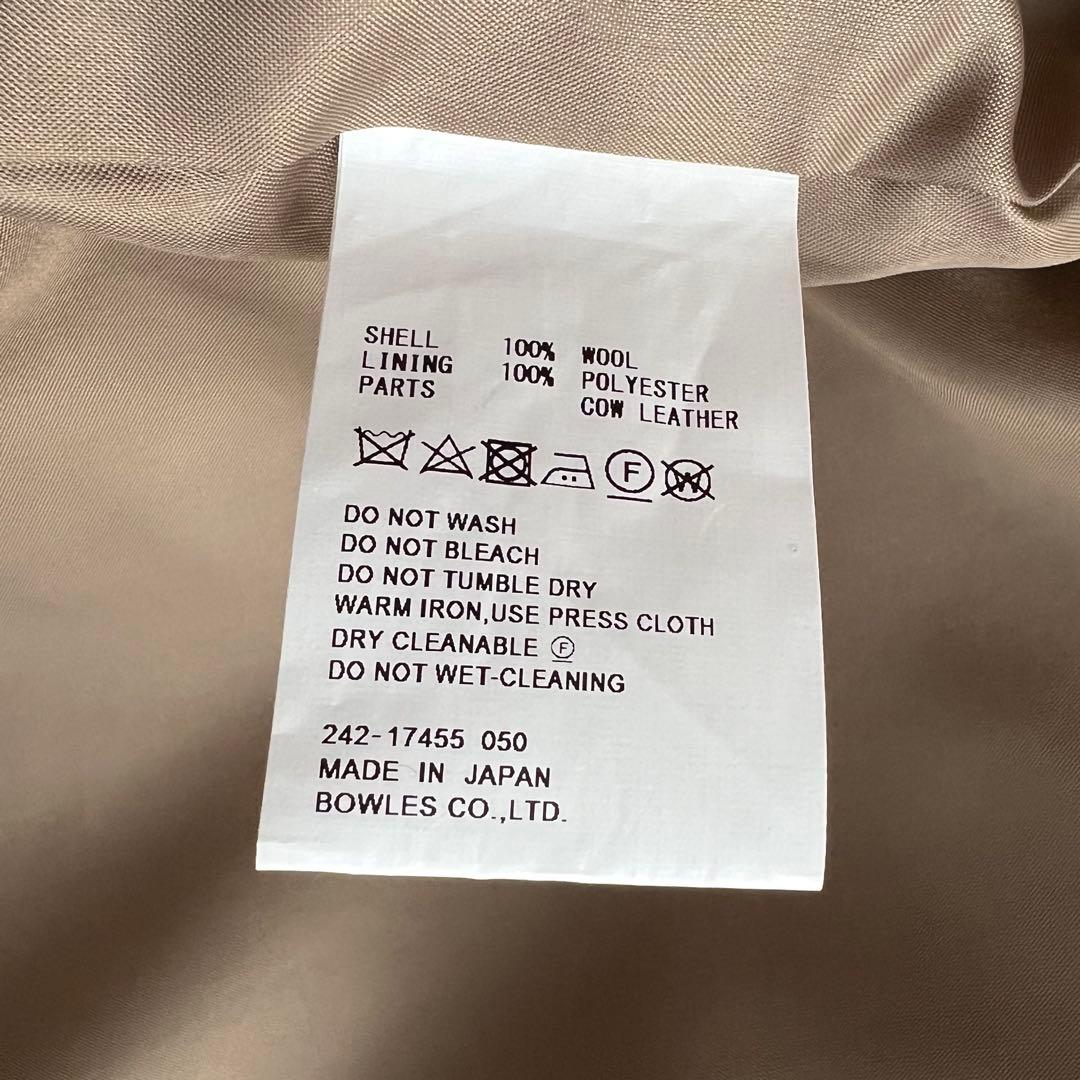 SHELL 100% WOOL
LINING 100% POLYESTER
PARTS COW LEATHER
F W
DO NOT WASH
DO NOT BLEACH
DO NOT TUMBLE DRY
WARM IRON,USE PRESS CLOTH
DRY CLEANABLE Ⓕ
DO NOT WET-CLEANING
242-17455 050
MADE IN JAPAN
BOWLES CO.,LTD.